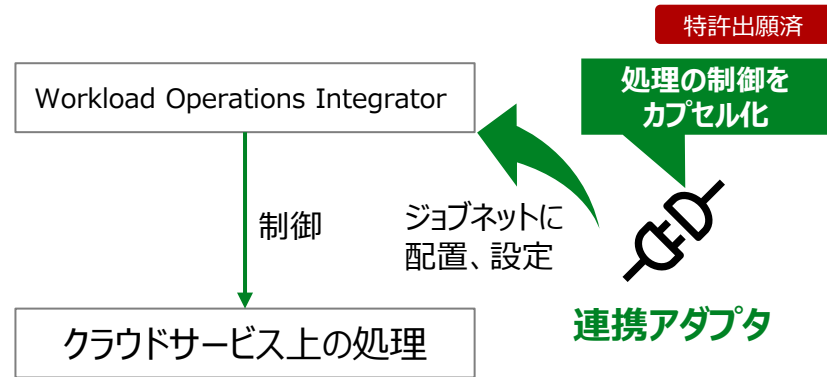 特許出願済
処理の制御を
カプセル化
Workload Operations Integrator
制御
ジョブネットに
配置、設定
連携アダプタ
クラウドサービス上の処理